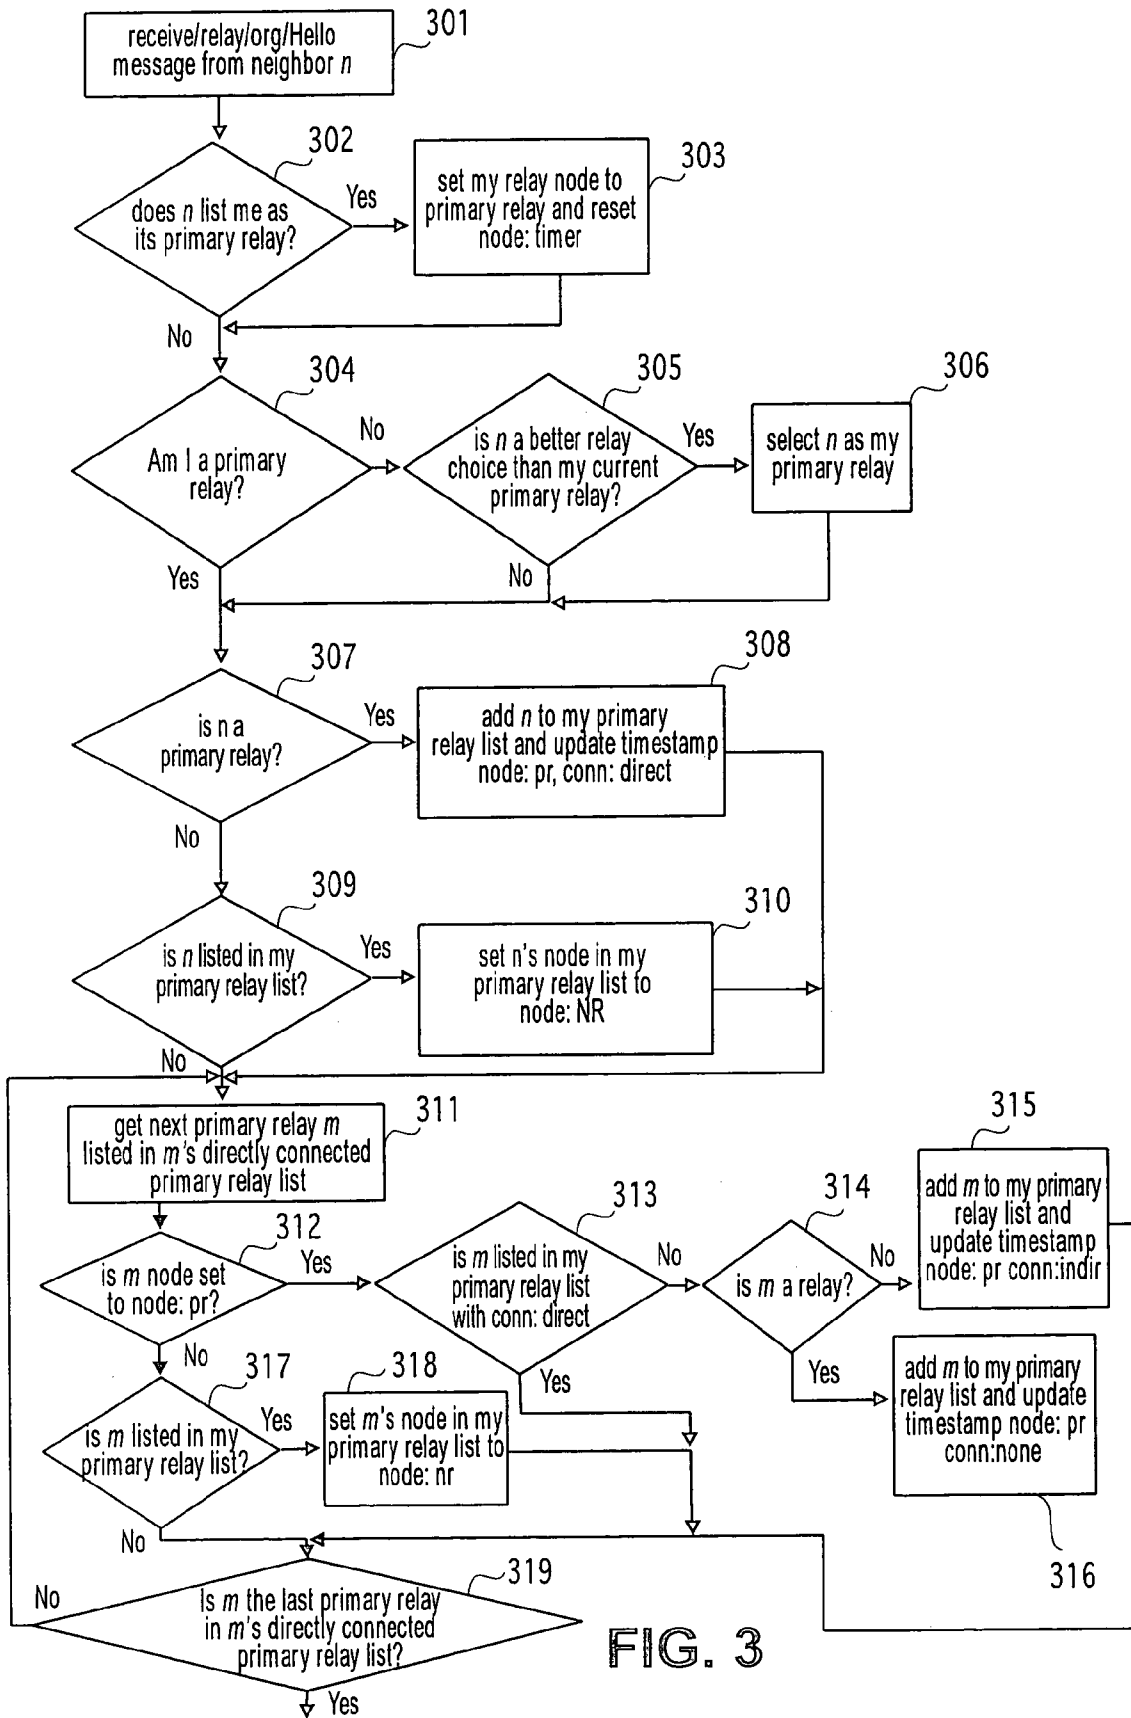 receive/relay/org/Hello
message from neighbor n
301
302
does n list me as
its primary relay?
Yes
set my relay node to
primary relay and reset
node: timer
303
No
304
Am I a primary
relay?
No
305
is n a better relay
choice than my current
primary relay?
Yes
306
select n as my
primary relay
Yes
No
307
is n a
primary relay?
Yes
308
add n to my primary
relay list and update timestamp
node: pr, conn: direct
No
309
is n listed in my
primary relay list?
Yes
310
set n's node in my
primary relay list to
node: NR
No
311
get next primary relay m
listed in m's directly connected
primary relay list
312
is m node set
to node: pr?
Yes
313
is m listed in my
primary relay list
with conn: direct
No
314
is m a relay?
No
315
add m to my primary
relay list and
update timestamp
node: pr conn:indir
No
Yes
Yes
add m to my primary
relay list and update
timestamp node: pr
conn:none
316
317
is m listed in my
primary relay list?
Yes
318
set m's node in my
primary relay list to
node: nr
No
319
Is m the last primary relay
in m's directly connected
primary relay list?
No
Yes
FIG. 3